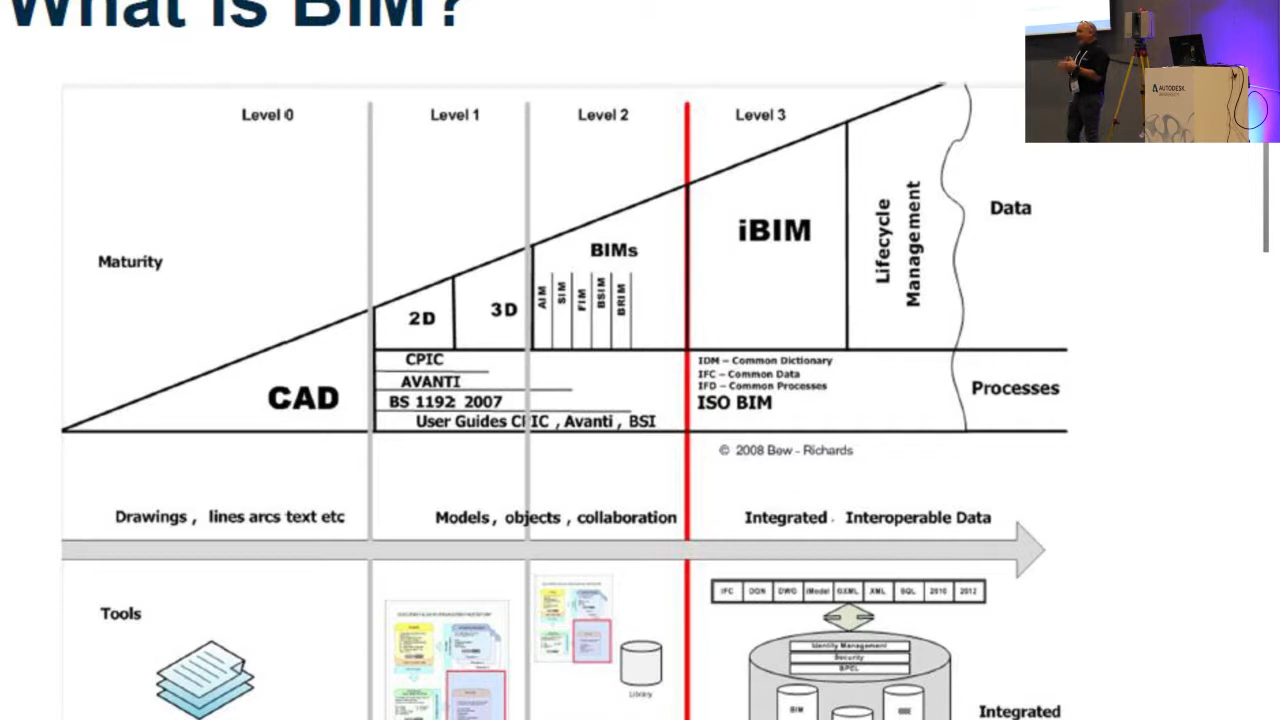 What is BIM?
Level 0
Level 1
Level 2
Level 3
AUTODESK
Maturity
CAD
2D
3D
BIMs
AIM
SIM
FIM
BSIM
BRIM
iBIM
Lifecycle
Management
Data
CPIC
AVANTI
BS 1192: 2007
User Guides CPIC , Avanti , BSI
IDM – Common Dictionary
IFC – Common Data
IFD – Common Processes
ISO BIM
Processes
© 2008 Bew - Richards
Drawings , lines arcs text etc
Models , objects , collaboration
Integrated . Interoperable Data
Tools
Library
IFC
DGN
DWG
iModel
GXML
XML
SQL
2010
2012
Identity Management
Security
BPEL
BIM
Integrated